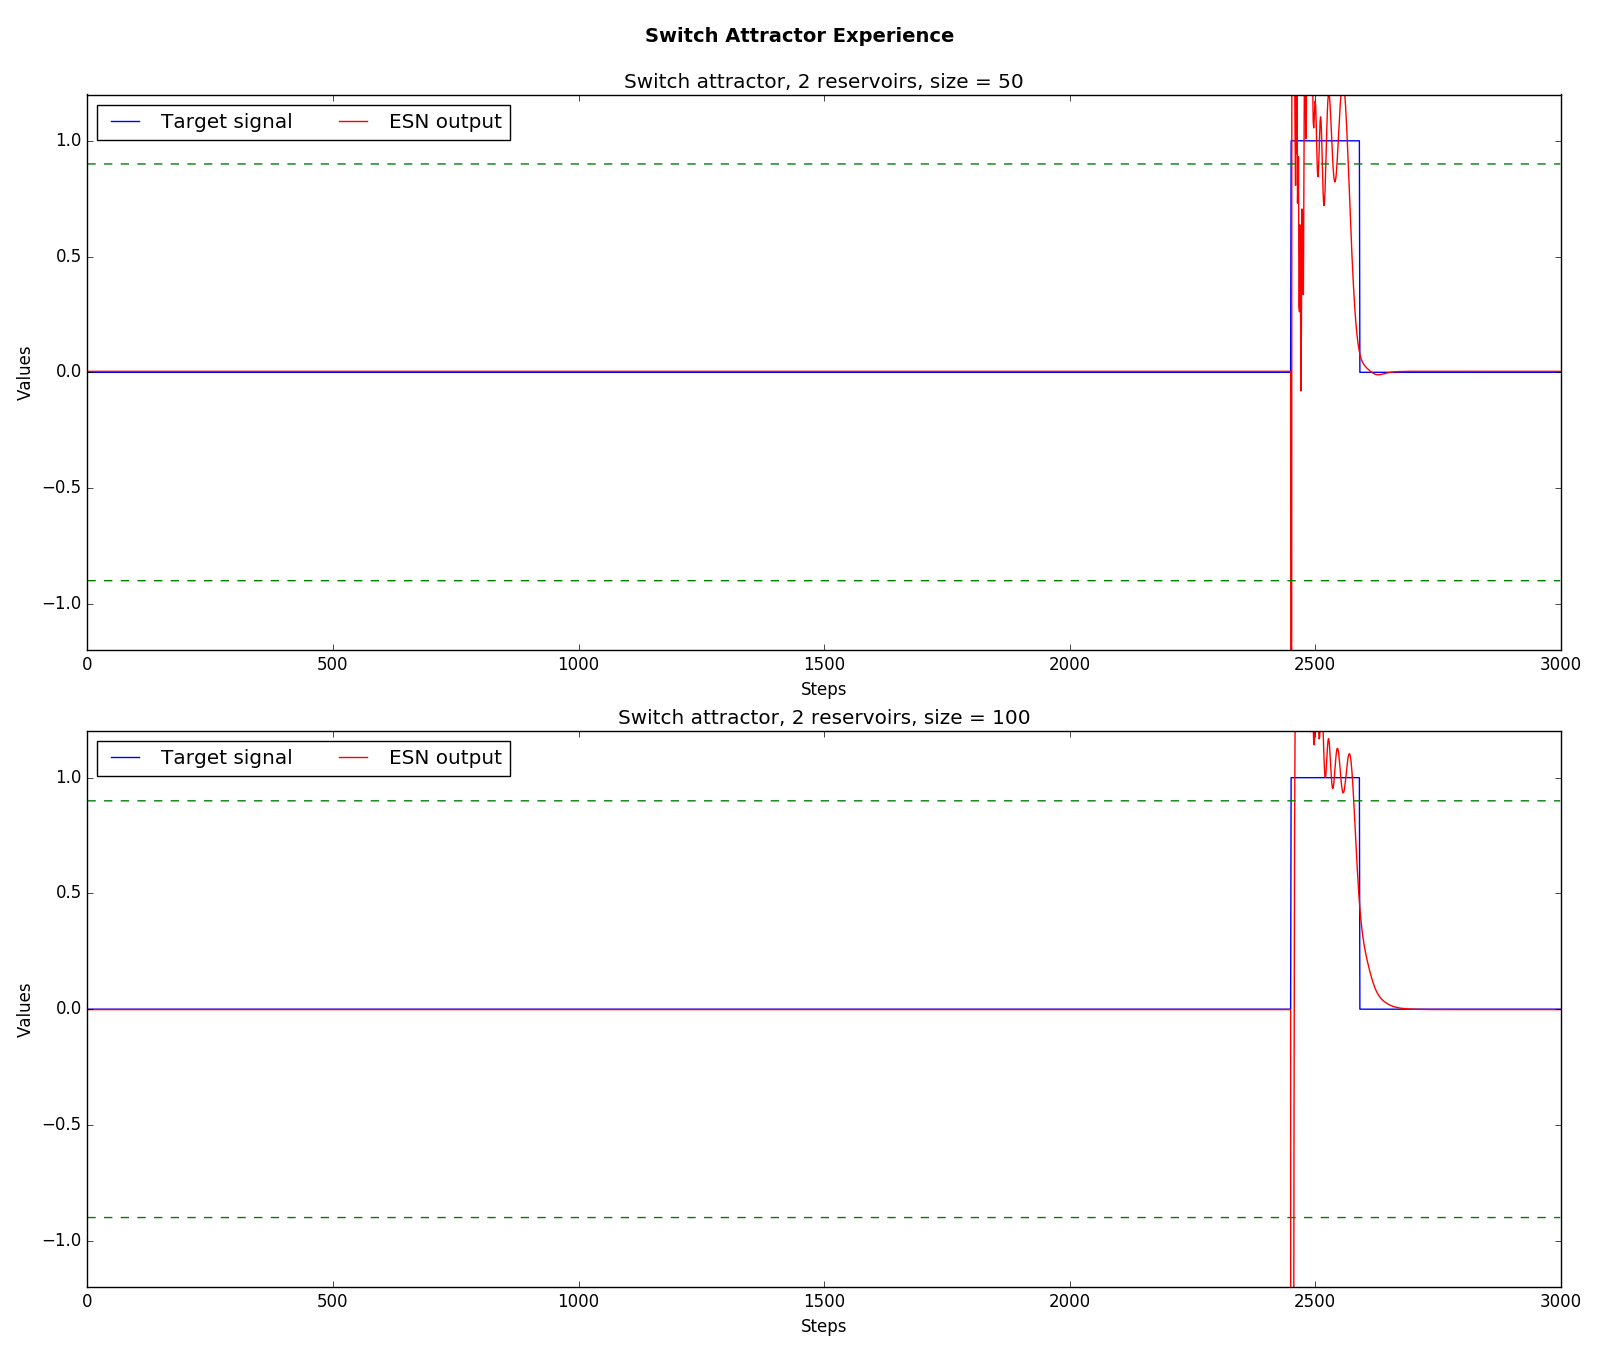 Switch Attractor Experience
Switch attractor, 2 reservoirs, size = 50
Target signal ESN output
1.0
0.5
0.0
−0.5
−1.0
Values
0 500 1000 1500 2000 2500 3000
Steps
Switch attractor, 2 reservoirs, size = 100
Target signal ESN output
1.0
0.5
0.0
−0.5
−1.0
Values
0 500 1000 1500 2000 2500 3000
Steps